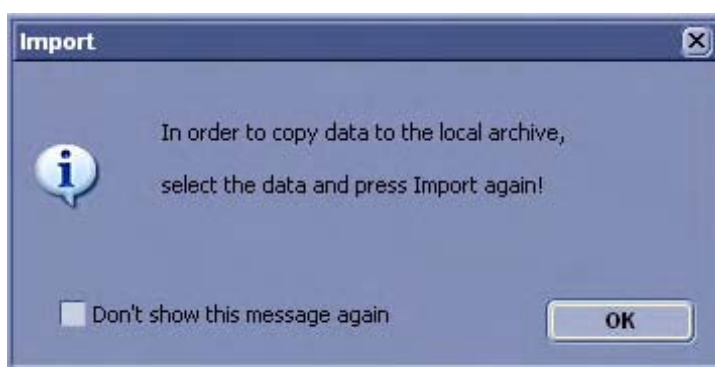 Import
In order to copy data to the local archive,
select the data and press Import again!
Don't show this message again
OK